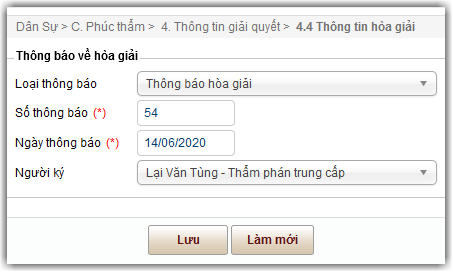 Dân Sự > C. Phúc thẩm > 4. Thông tin giải quyết > 4.4 Thông tin hòa giải
Thông báo về hòa giải
Loại thông báo Thông báo hòa giải
Số thông báo (*) 54
Ngày thông báo (*) 14/06/2020
Người ký Lại Văn Tùng - Thẩm phán trung cấp
Lưu Làm mới